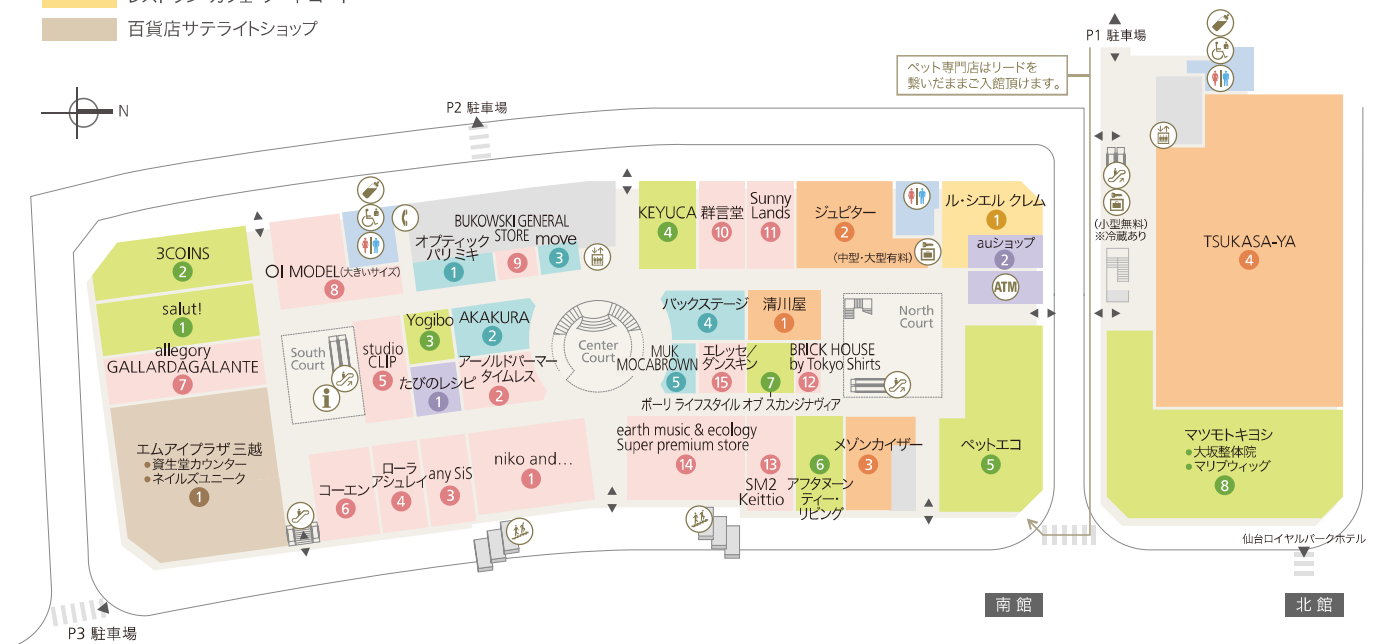 百貨店サテライトショップ
P1 駐車場
ペット専門店はリードを
繋いだままご入館頂けます。
N
P2 駐車場
KEYUCA
4
群言堂
10
Sunny
Lands
11
ジュピター
2
(中型・大型有料)
ル・シエル クレム
1
auショップ
2
ATM
(小型無料)
※冷蔵あり
TSUKASA-YA
4
3COINS
2
OI MODEL(大きいサイズ)
8
BUKOWSKI GENERAL
STORE
9
オプティック
パリミキ
1
move
3
salut!
1
allegory
GALLARDAGALANTE
7
South
Court
i
studio
CLIP
5
Yogibo
3
AKAKURA
2
たびのレシピ
1
アーノルドパーマー
タイムレス
2
Center
Court
バックステージ
4
清川屋
1
North
Court
MUK
MOCABROWN
5
エレッセ/
ダンスキン
15
7
BRICK HOUSE
by Tokyo Shirts
12
ポーリ ライフスタイル オブ スカンジナヴィア
エムアイプラザ 三越
●資生堂カウンター
●ネイルズユニーク
1
コーエン
6
ローラ
アシュレイ
4
any SiS
3
niko and...
1
earth music & ecology
Super premium store
14
13
SM2
Keittio
6
アフタヌーン
ティー・
リビング
メゾンカイザー
3
ペットエコ
5
マツモトキヨシ
●大坂整体院
●マリブウィッグ
8
仙台ロイヤルパークホテル
南館
北館
P3 駐車場